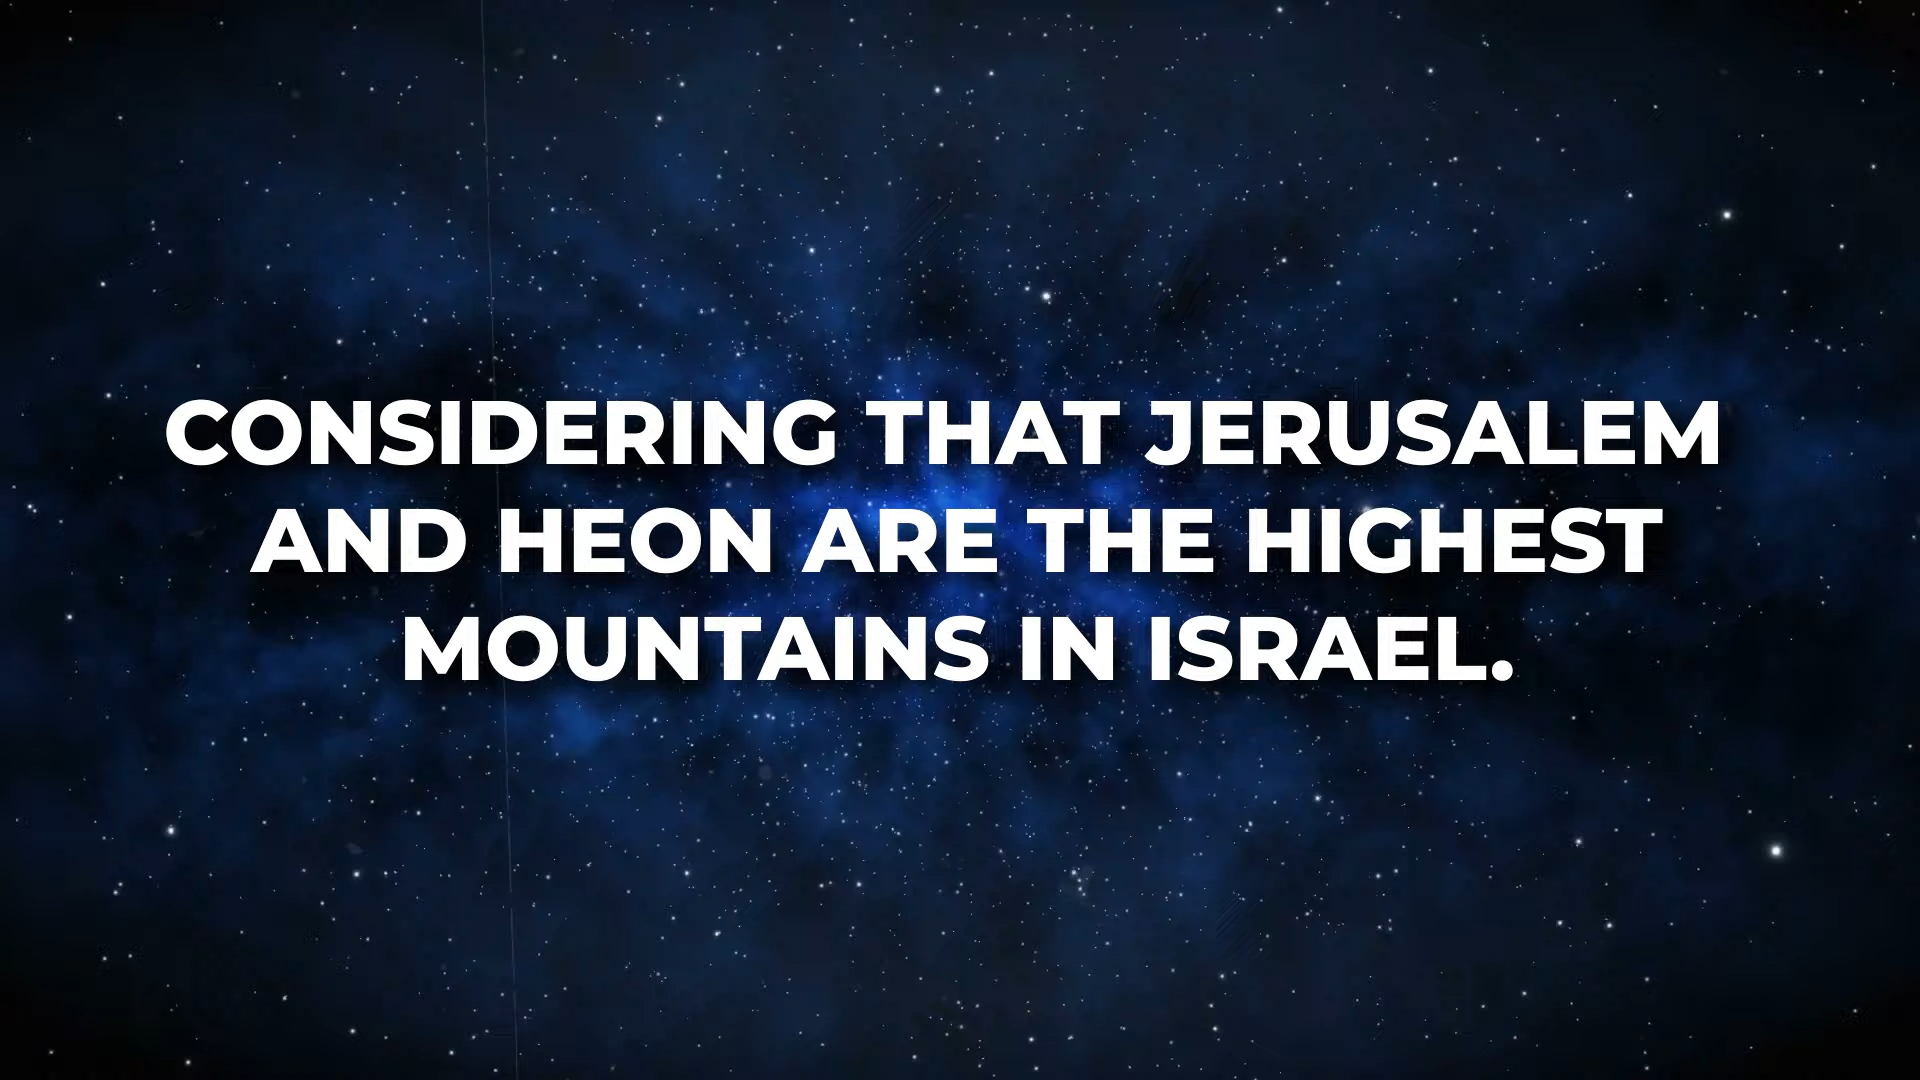 CONSIDERING THAT JERUSALEM
AND HEON ARE THE HIGHEST
MOUNTAINS IN ISRAEL.